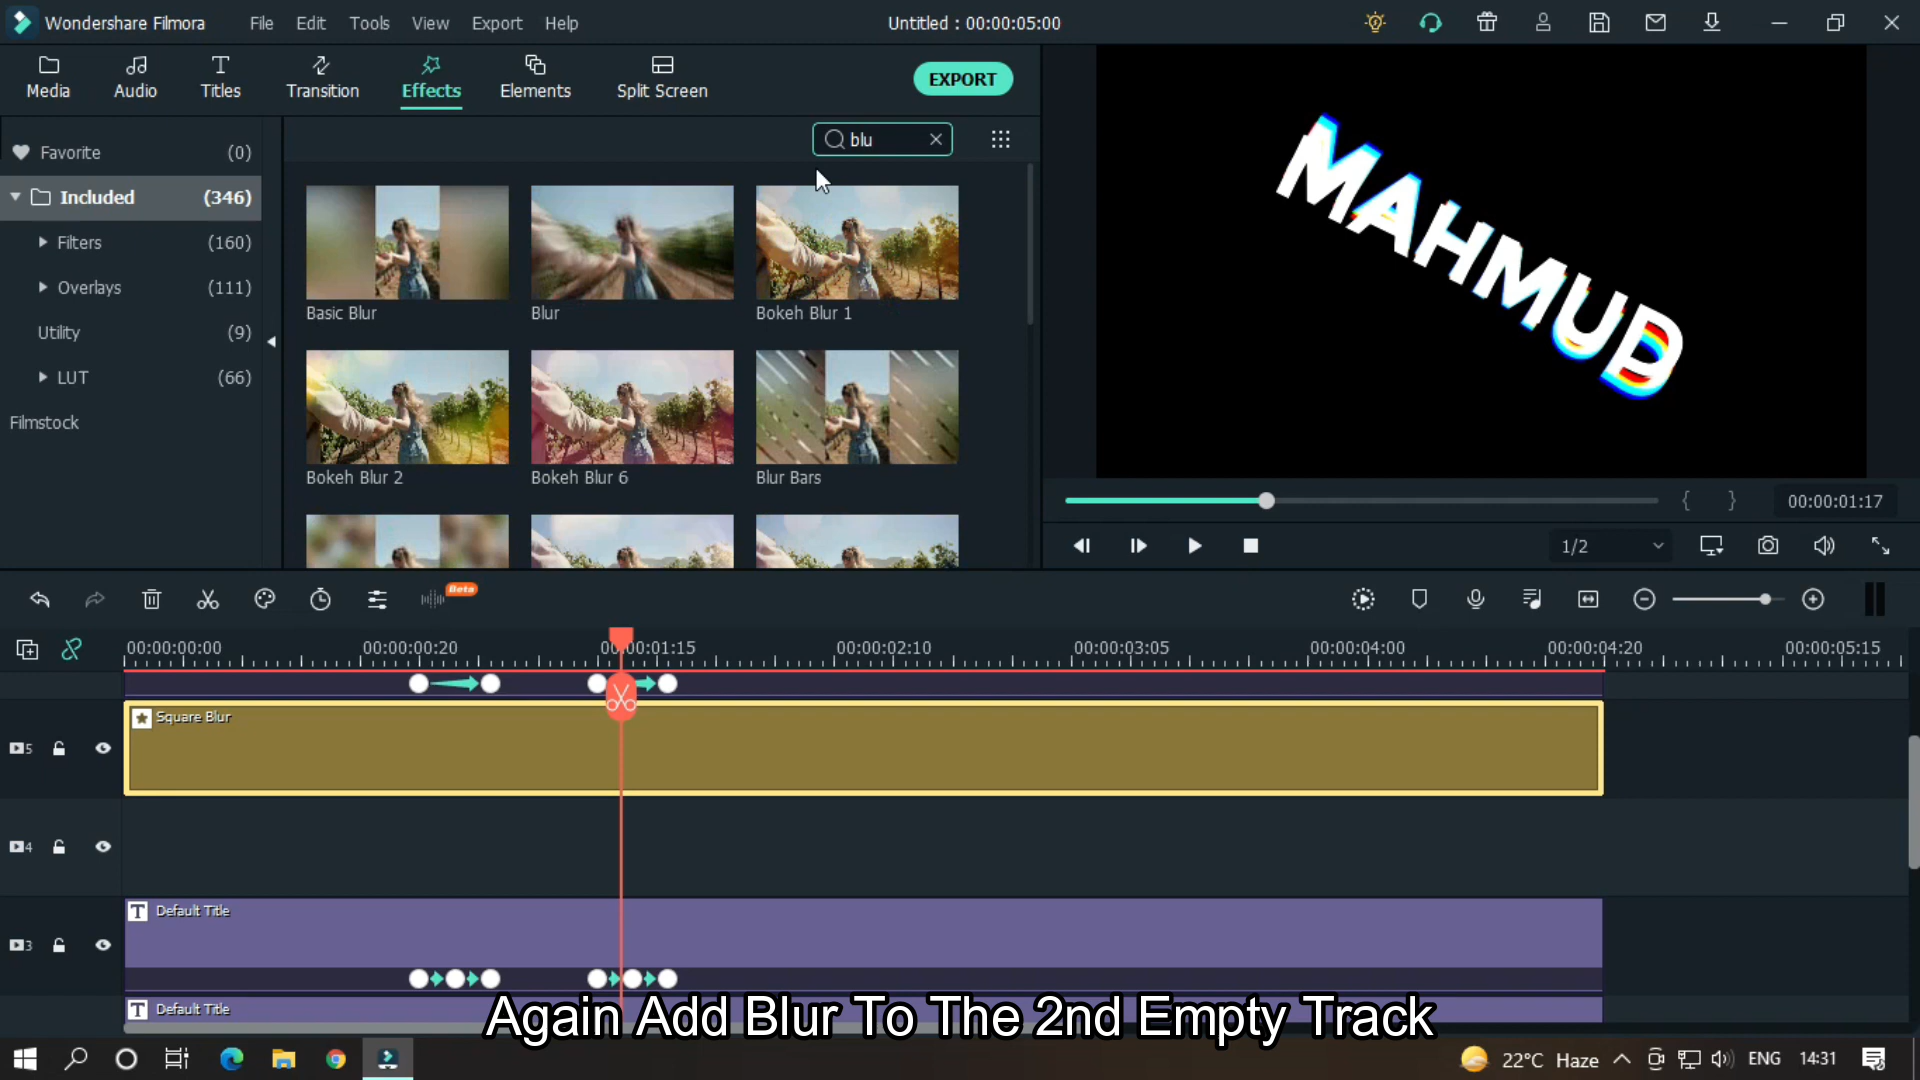 Wondershare Filmora File Edit Tools View Export Help Untitled : 00:00:05:00
Media Audio Titles Transition Effects Elements Split Screen EXPORT
blu
Favorite (0)
Included (346)
Filters (160)
Overlays (111)
Utility (9)
LUT (66)
Filmstock
Basic Blur Blur Bokeh Blur 1
Bokeh Blur 2 Bokeh Blur 6 Blur Bars
MAHMUD
{ } 00:00:01:17
1/2
Beta
00:00:00:00 00:00:00:20 00:00:01:15 00:00:02:10 00:00:03:05 00:00:04:00 00:00:04:20 00:00:05:15
Square Blur
5
4
Default Title
3
Default Title
Again Add Blur To The 2nd Empty Track
22°C Haze ENG 14:31